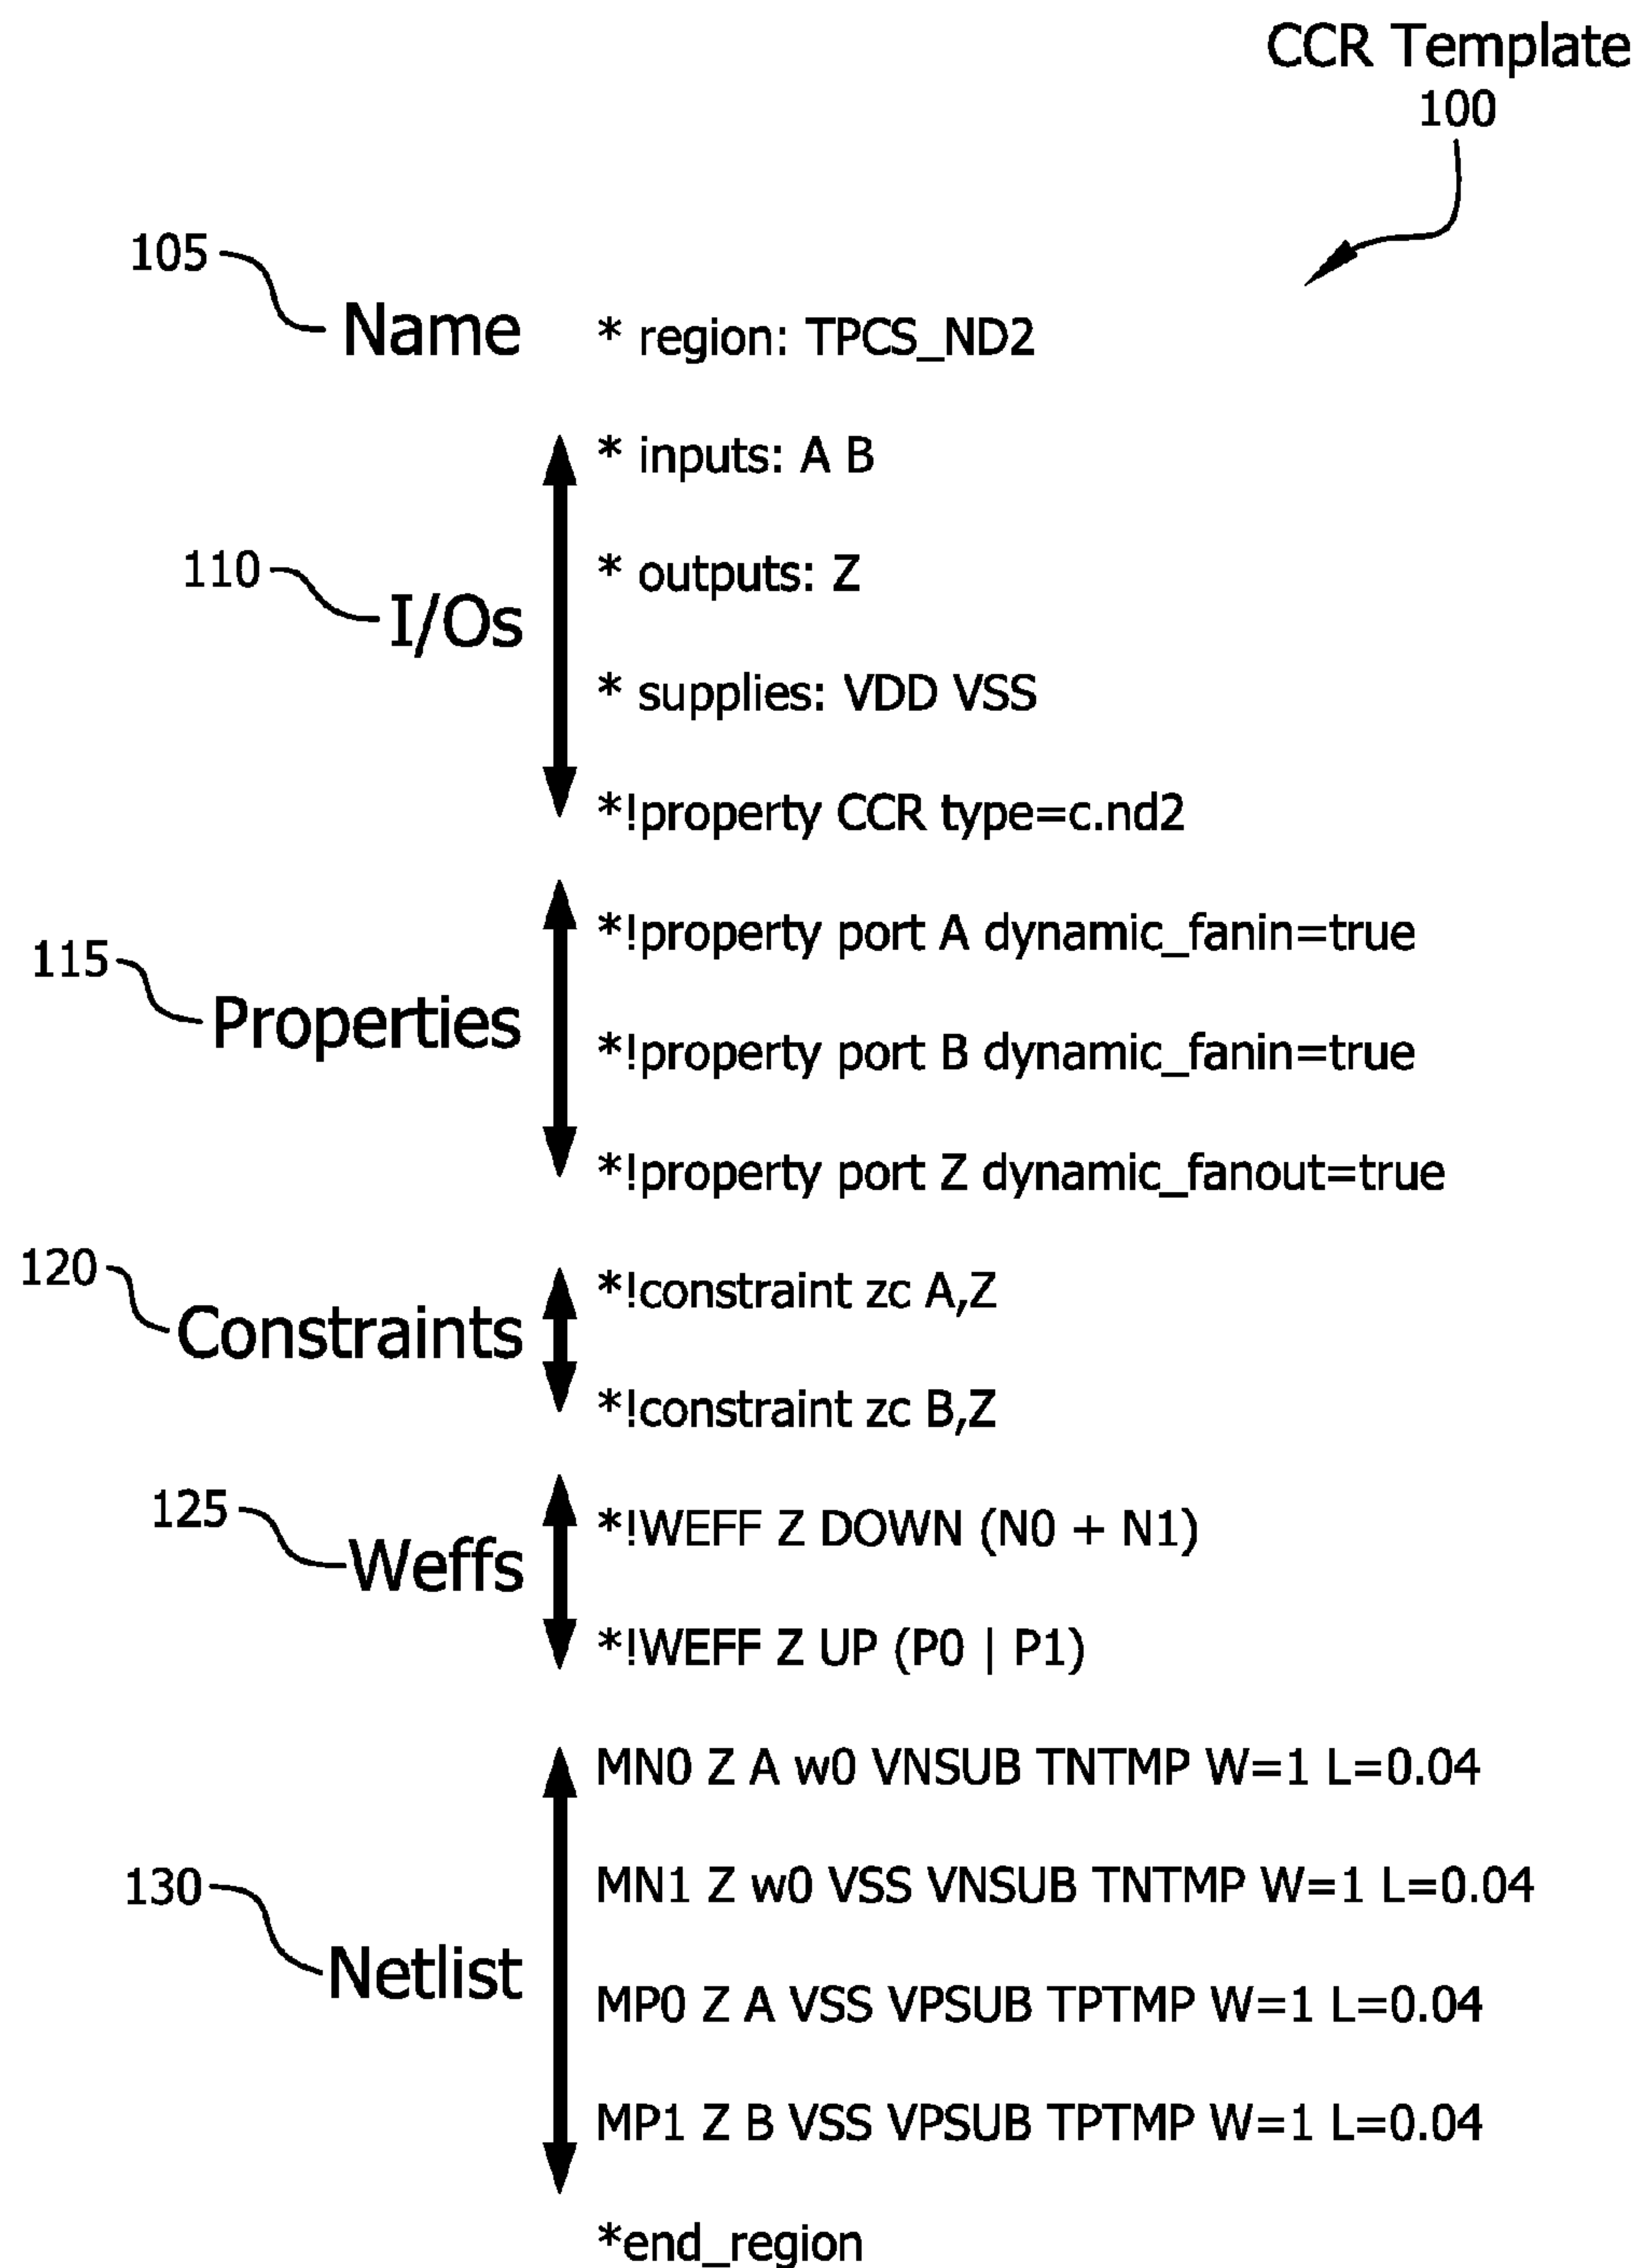 CCR Template
100
105
Name * region: TPCS_ND2
* inputs: A B
110
I/Os
* outputs: Z
* supplies: VDD VSS
*!property CCR type=c.nd2
*!property port A dynamic_fanin=true
115
Properties
*!property port B dynamic_fanin=true
*!property port Z dynamic_fanout=true
120
Constraints
*!constraint zc A,Z
*!constraint zc B,Z
125
Weffs
*!WEFF Z DOWN (N0 + N1)
*!WEFF Z UP (P0 | P1)
MN0 Z A w0 VNSUB TNTMP W=1 L=0.04
130
Netlist
MN1 Z w0 VSS VNSUB TNTMP W=1 L=0.04
MP0 Z A VSS VPSUB TPTMP W=1 L=0.04
MP1 Z B VSS VPSUB TPTMP W=1 L=0.04
*end_region